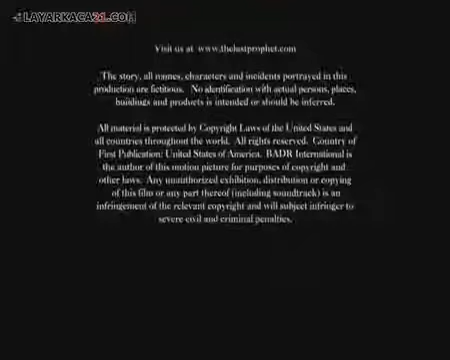 LAYARKACA21.COM
Visit us at www.thelastprophet.com
The story, all names, characters and incidents portrayed in this
production are fictitious. No identification with actual persons, places,
buildings and products is intended or should be inferred.
All material is protected by Copyright Laws of the United States and
all countries throughout the world. All rights reserved. Country of
First Publication: United States of America. BADR International is
the author of this motion picture for purposes of copyright and
other laws. Any unauthorized exhibition, distribution or copying
of this film or any part thereof (including soundtrack) is an
infringement of the relevant copyright and will subject infringer to
severe civil and criminal penalties.